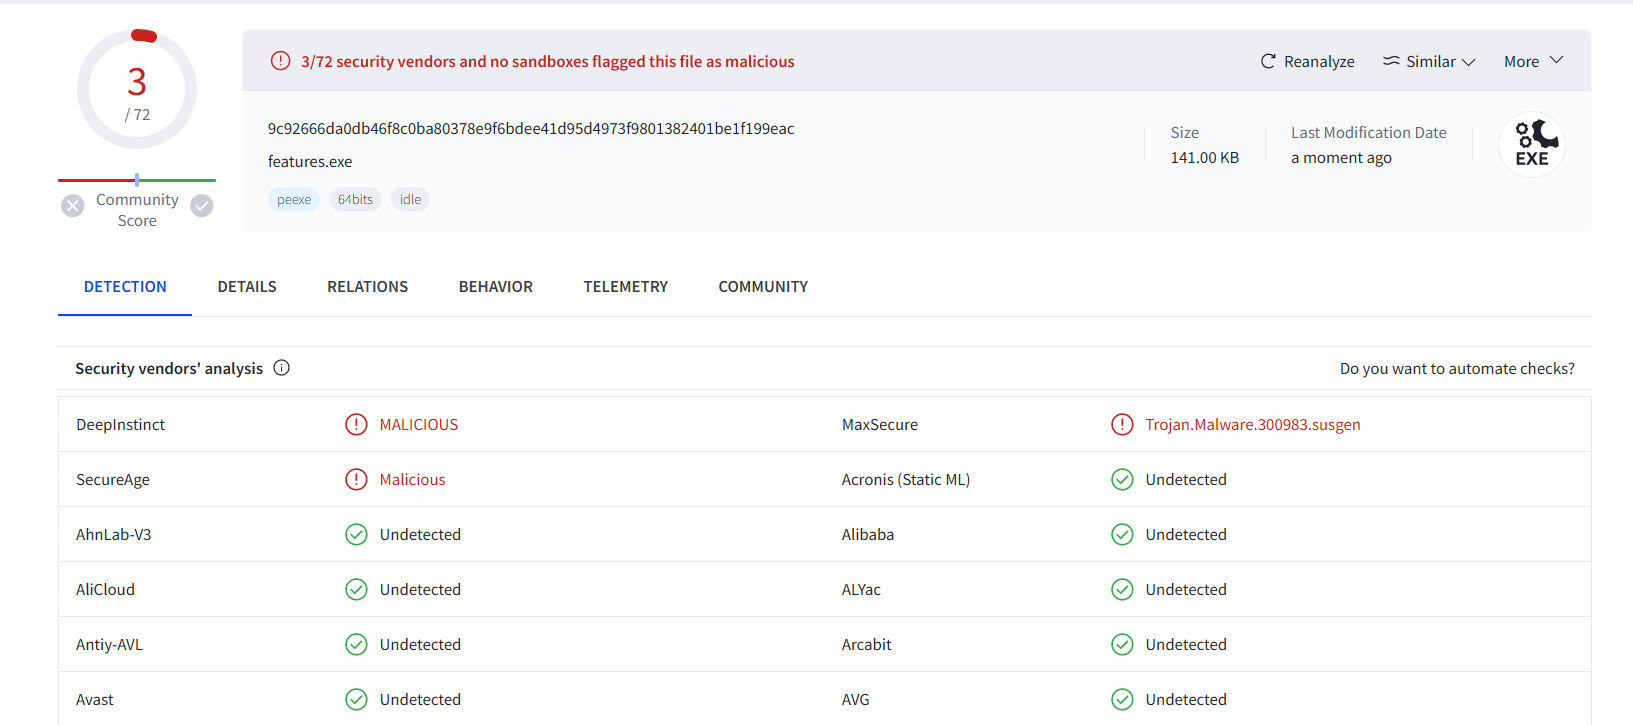 3
/ 72
Community
Score
3/72 security vendors and no sandboxes flagged this file as malicious
Reanalyze
Similar
More
9c92666da0db46f8c0ba80378e9f6bdee41d95d4973f9801382401be1f199eac
features.exe
peexe
64bits
idle
Size
141.00 KB
Last Modification Date
a moment ago
EXE
DETECTION
DETAILS
RELATIONS
BEHAVIOR
TELEMETRY
COMMUNITY
Security vendors' analysis
Do you want to automate checks?
DeepInstinct
MALICIOUS
MaxSecure
Trojan.Malware.300983.susgen
SecureAge
Malicious
Acronis (Static ML)
Undetected
AhnLab-V3
Undetected
Alibaba
Undetected
AliCloud
Undetected
ALYac
Undetected
Antiy-AVL
Undetected
Arcabit
Undetected
Avast
Undetected
AVG
Undetected